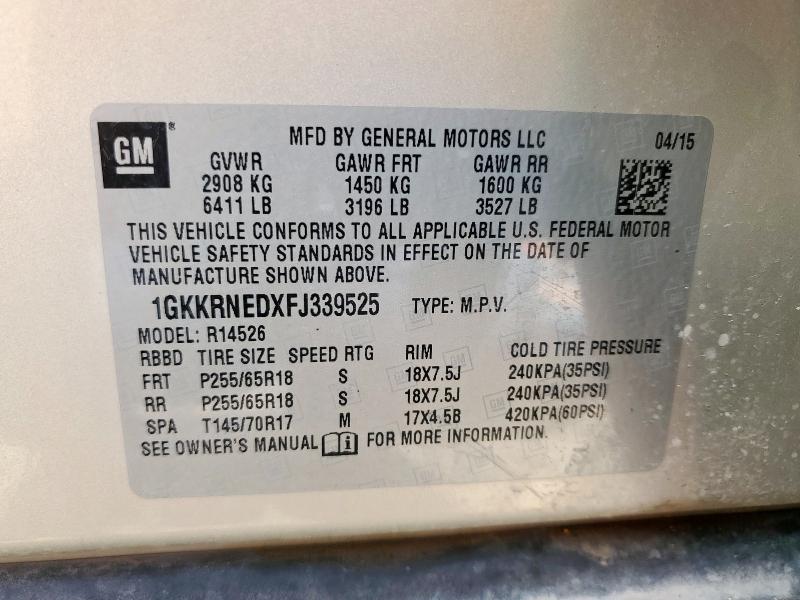 GM ® MFD BY GENERAL MOTORS LLC 04/15
GVWR GAWR FRT GAWR RR
2908 KG 1450 KG 1600 KG
6411 LB 3196 LB 3527 LB
THIS VEHICLE CONFORMS TO ALL APPLICABLE U.S. FEDERAL MOTOR
VEHICLE SAFETY STANDARDS IN EFFECT ON THE DATE OF
MANUFACTURE SHOWN ABOVE.
1GKKRNEDXFJ339525 TYPE: M.P.V.
MODEL: R14526
RBBD TIRE SIZE SPEED RTG RIM COLD TIRE PRESSURE
FRT P255/65R18 S 18X7.5J 240KPA(35PSI)
RR P255/65R18 S 18X7.5J 240KPA(35PSI)
SPA T145/70R17 M 17X4.5B 420KPA(60PSI)
SEE OWNER'S MANUAL i FOR MORE INFORMATION.